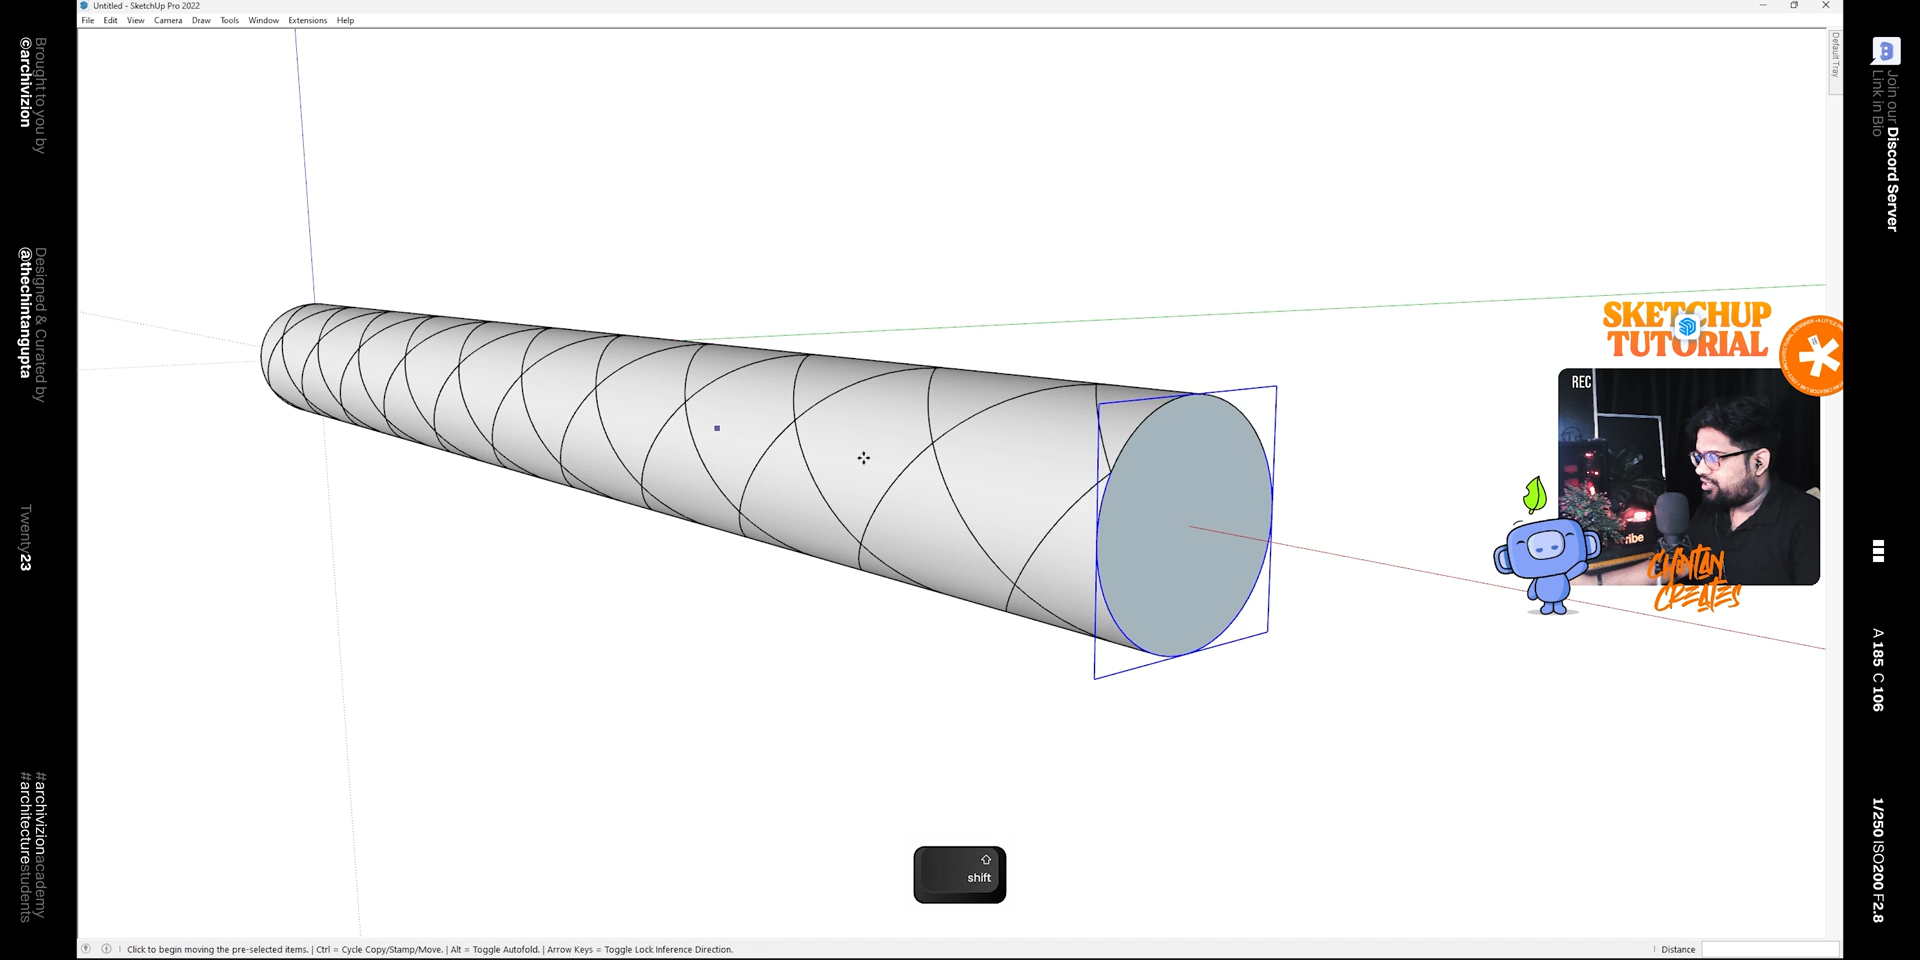 Untitled - SketchUp Pro 2022
File Edit View Camera Draw Tools Window Extensions Help
Default Tray
Brought to you by
©archivizion
Designed & Curated by
@thechintangupta
Twenty23
#archivizionacademy
#architecturestudents
Join our Discord Server
Link in Bio
SKETCHUP
TUTORIAL
REC
ribe
CHINTAN
CREATES
A 185 C 106
1/250 ISO200 F2.8
shift
Click to begin moving the pre-selected items. | Ctrl = Cycle Copy/Stamp/Move. | Alt = Toggle Autofold. | Arrow Keys = Toggle Lock Inference Direction.
Distance